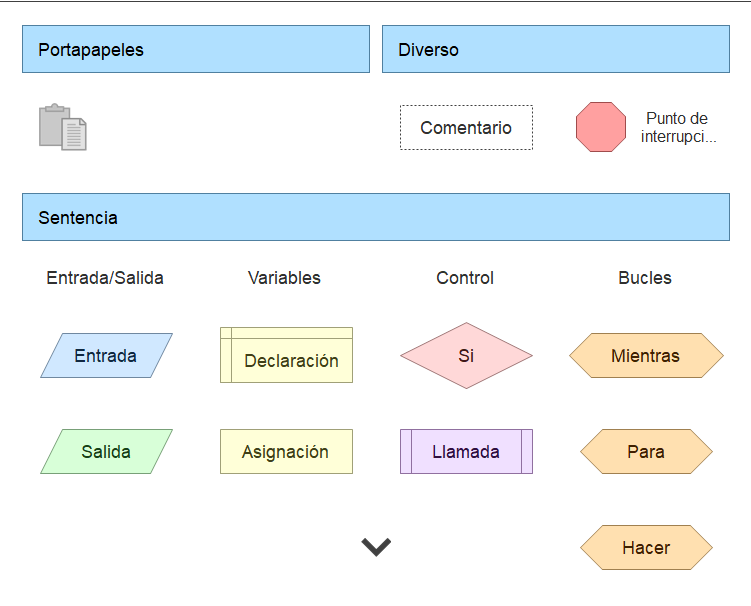 Portapapeles
Diverso
Comentario
Punto de
interrupci...
Sentencia
Entrada/Salida
Variables
Control
Bucles
Entrada
Declaración
Si
Mientras
Salida
Asignación
Llamada
Para
Hacer